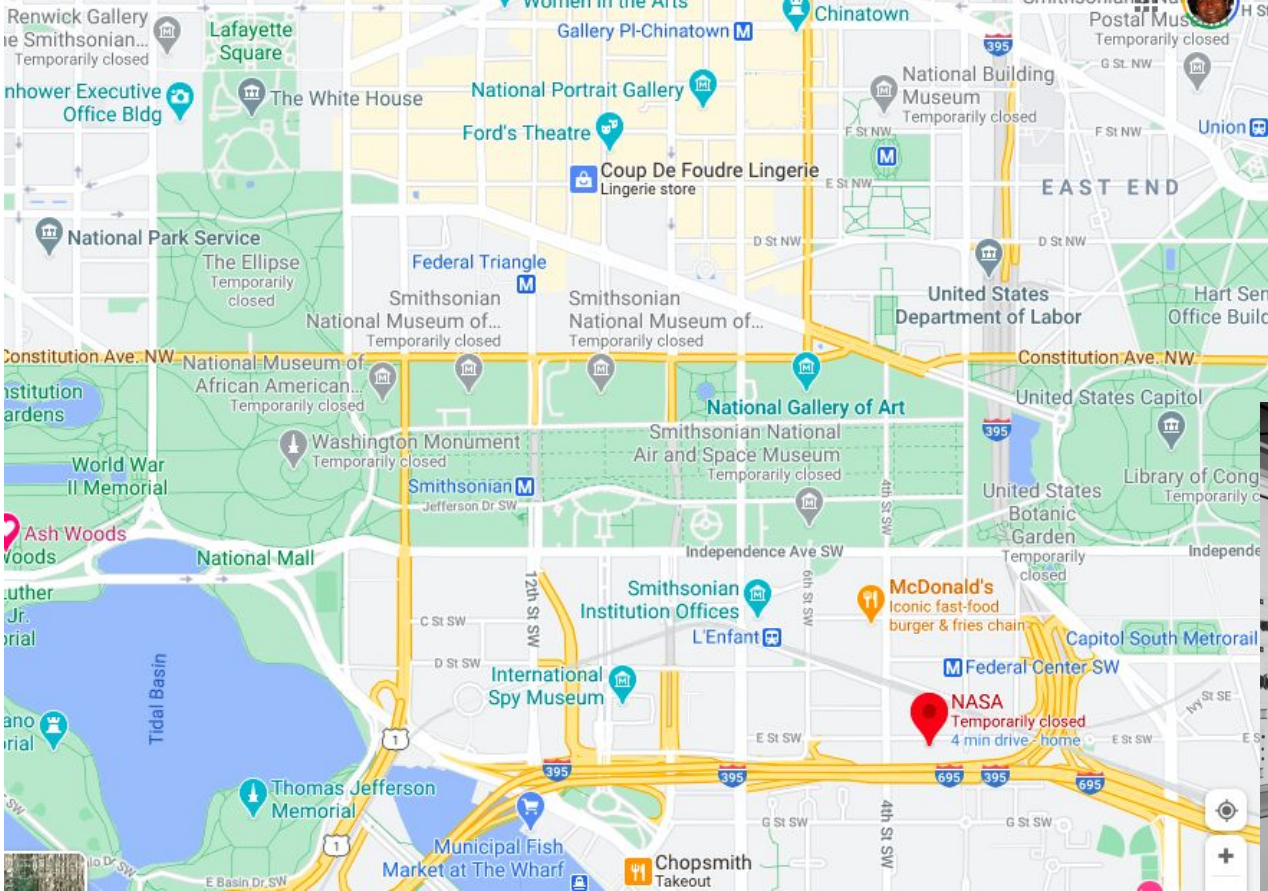 Women in the Arts
Renwick Gallery
Smithsonian...
Temporarily closed
Lafayette
Square
Gallery Pl-Chinatown M
Chinatown
395
Postal
Temporarily closed
H St
G St. NW
nhower Executive
Office Bldg
The White House
National Portrait Gallery
National Building
Museum
Temporarily closed
Ford's Theatre
F St NW
F St NW
Union
M
Coup De Foudre Lingerie
Lingerie store
E St NW
EAST END
National Park Service
The Ellipse
Temporarily
closed
D St NW
D St NW
Federal Triangle
M
United States
Department of Labor
Hart Sen
Office Build
Smithsonian
National Museum of...
Temporarily closed
Smithsonian
National Museum of...
Temporarily closed
Constitution Ave. NW
Constitution Ave. NW
National Museum of
African American...
Temporarily closed
nstitution
ardens
National Gallery of Art
United States Capitol
Washington Monument
Temporarily closed
Smithsonian National
Air and Space Museum
Temporarily closed
395
World War
II Memorial
Smithsonian M
Jefferson Dr SW
4th St SW
United States
Botanic
Garden
Temporarily
closed
Library of Cong
Temporarily c
Ash Woods
Woods
National Mall
Independence Ave SW
Independe
uther
Jr.
orial
12th St SW
Smithsonian
Institution Offices
6th St SW
McDonald's
Iconic fast-food
burger & fries chain
C St SW
L'Enfant
Capitol South Metrorail
D St SW
M Federal Center SW
Tidal Basin
International
Spy Museum
NASA
Temporarily closed
4 min drive - home
Ivy St SE
ano
orial
1
E St SW
E St SW
E S
395
395
695
395
695
Thomas Jefferson
Memorial
SW
4th St SW
G St SW
G St SW
1
Municipal Fish
Market at The Wharf
Chopsmith
Takeout
lo Dr SW
E Basin Dr SW
+